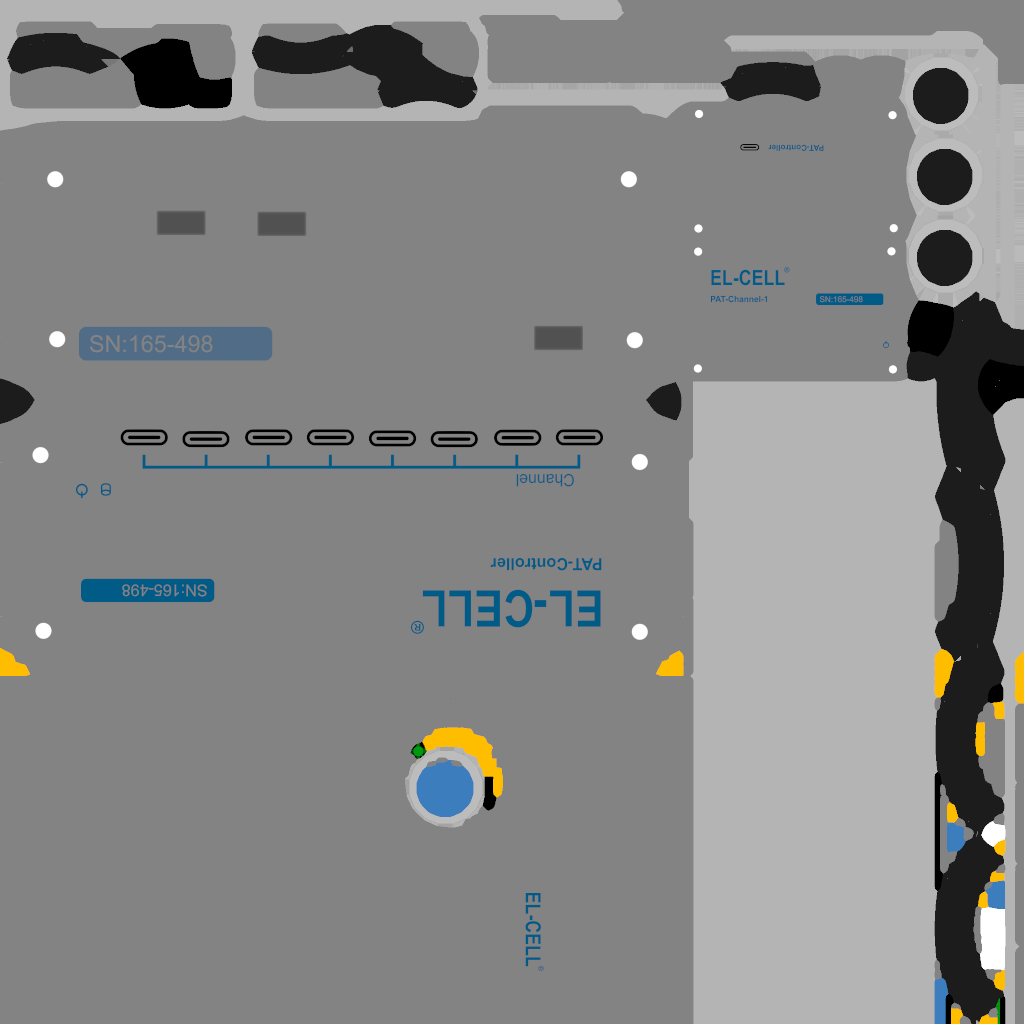 PAT-Controller
EL-CELL®
PAT-Channel-1
SN:165-498
SN:165-498
Channel
PAT-Controller
SN:165-498
EL-CELL®
EL-CELL®